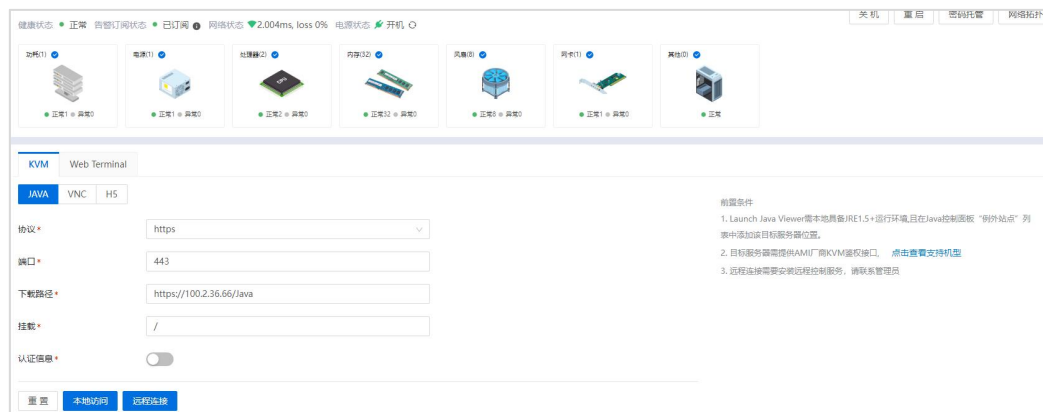 关 机 重 启 密码托管 网络拓扑
健康状态 正常 告警订阅状态 已订阅 网络状态 2.004ms, loss 0% 电源状态 开机
功耗(1) 电源(1) 处理器(2) 内存(32) 风扇(8) 网卡(1) 其他(0)
CPU
正常1 异常0 正常1 异常0 正常2 异常0 正常32 异常0 正常8 异常0 正常1 异常0 正常
KVM Web Terminal
JAVA VNC H5
前置条件
协议* https
1. Launch Java Viewer需本地具备JRE1.5+运行环境,且在Java控制面板“例外站点”列
表中添加该目标服务器位置。
端口* 443
2. 目标服务器需提供AMI厂商KVM鉴权接口, 点击查看支持机型
3. 远程连接需要安装远程控制服务,请联系管理员
下载路径* https://100.2.36.66/Java
挂载* /
认证信息*
重 置 本地访问 远程连接